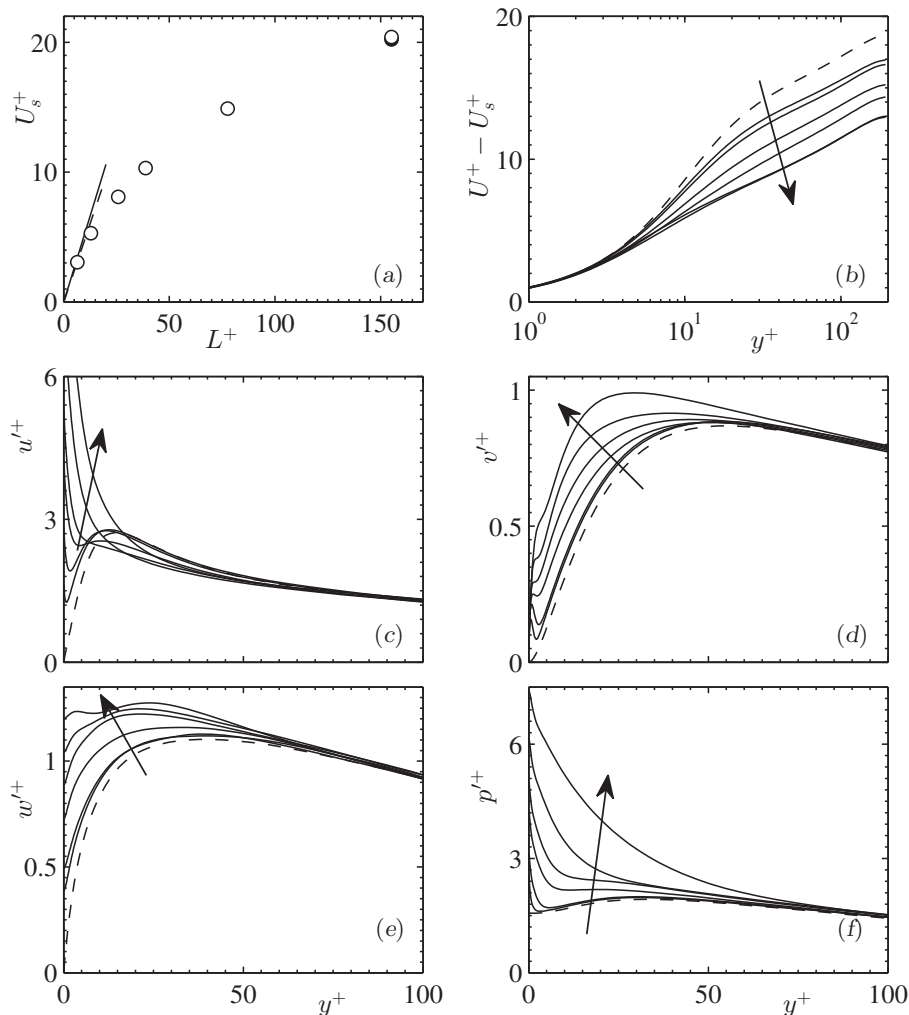 20
10
0
0 50 100 150
U_s^+
L^+
(a)
20
10
0
10^0 10^1 10^2
U^+ − U_s^+
y^+
(b)
6
3
0
u'^+
(c)
1
0.5
0
v'^+
(d)
1
0.5
0
w'^+
0 50 100
y^+
(e)
6
3
0
p'^+
0 50 100
y^+
(f)